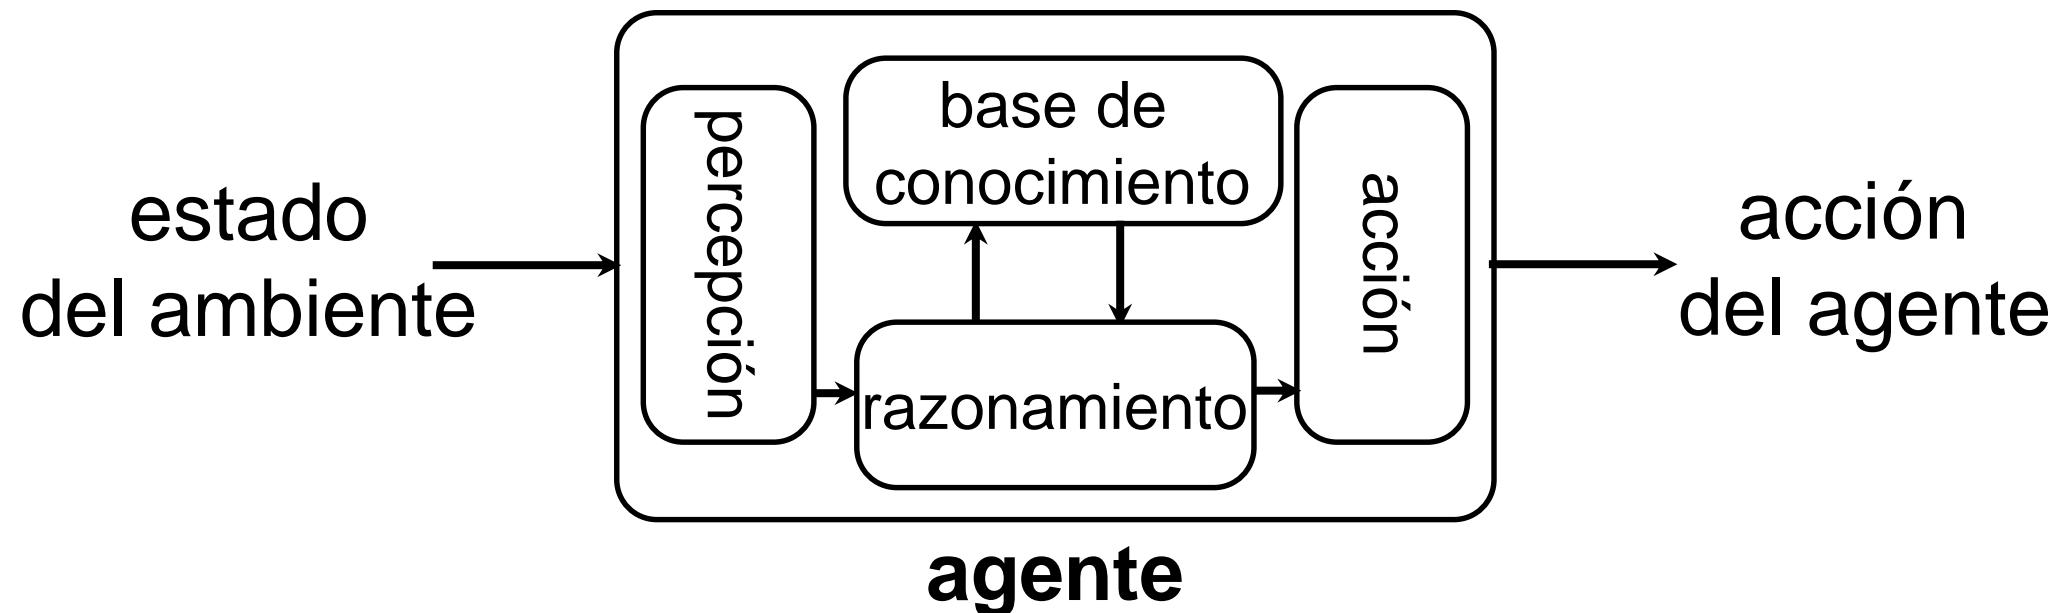 estado
del ambiente
percepción
base de
conocimiento
razonamiento
acción
acción
del agente
agente